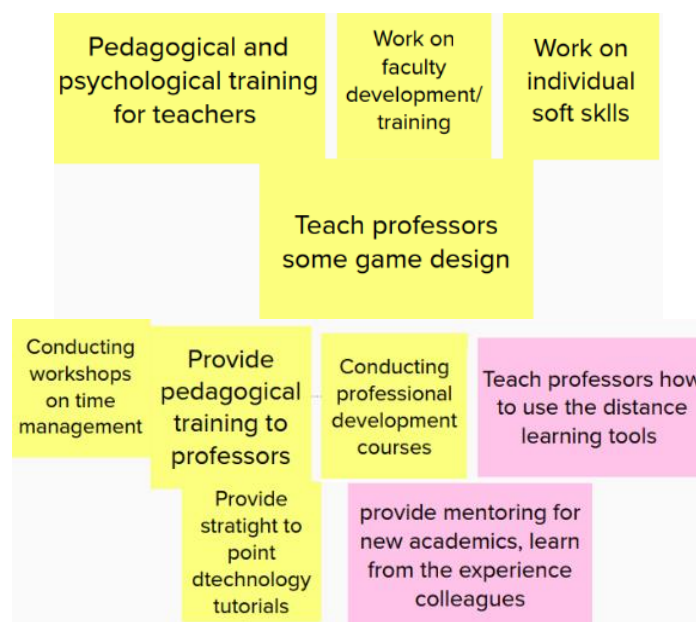 Pedagogical and
psychological training
for teachers
Work on
faculty
development/
training
Work on
individual
soft sklls
Teach professors
some game design
Conducting
workshops
on time
management
Provide
pedagogical
training to
professors
Conducting
professional
development
courses
Teach professors how
to use the distance
learning tools
Provide
stratight to
point
dtechnology
tutorials
provide mentoring for
new academics, learn
from the experience
colleagues